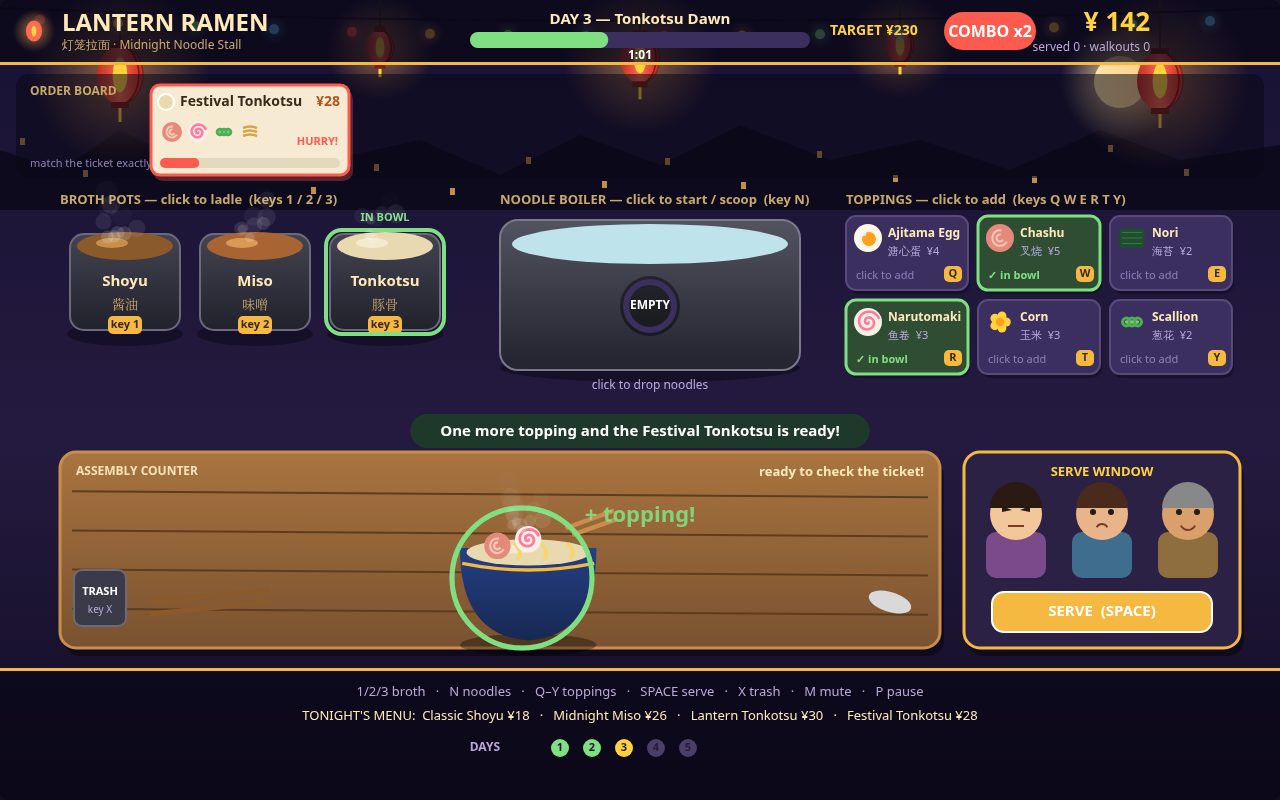 LANTERN RAMEN
灯笼拉面 · Midnight Noodle Stall
DAY 3 — Tonkotsu Dawn
1:01
TARGET ¥230
COMBO x2
¥ 142
served 0 · walkouts 0
ORDER BOARD
match the ticket exactly
Festival Tonkotsu ¥28
HURRY!
BROTH POTS — click to ladle (keys 1 / 2 / 3)
IN BOWL
Shoyu
酱油
key 1
Miso
味噌
key 2
Tonkotsu
豚骨
key 3
NOODLE BOILER — click to start / scoop (key N)
EMPTY
click to drop noodles
TOPPINGS — click to add (keys Q W E R T Y)
Ajitama Egg
溏心蛋 ¥4
click to add Q
Chashu
叉烧 ¥5
✓ in bowl W
Nori
海苔 ¥2
click to add E
Narutomaki
鱼卷 ¥3
✓ in bowl R
Corn
玉米 ¥3
click to add T
Scallion
葱花 ¥2
click to add Y
One more topping and the Festival Tonkotsu is ready!
ASSEMBLY COUNTER
ready to check the ticket!
+ topping!
TRASH
key X
SERVE WINDOW
SERVE (SPACE)
1/2/3 broth · N noodles · Q–Y toppings · SPACE serve · X trash · M mute · P pause
TONIGHT'S MENU: Classic Shoyu ¥18 · Midnight Miso ¥26 · Lantern Tonkotsu ¥30 · Festival Tonkotsu ¥28
DAYS 1 2 3 4 5